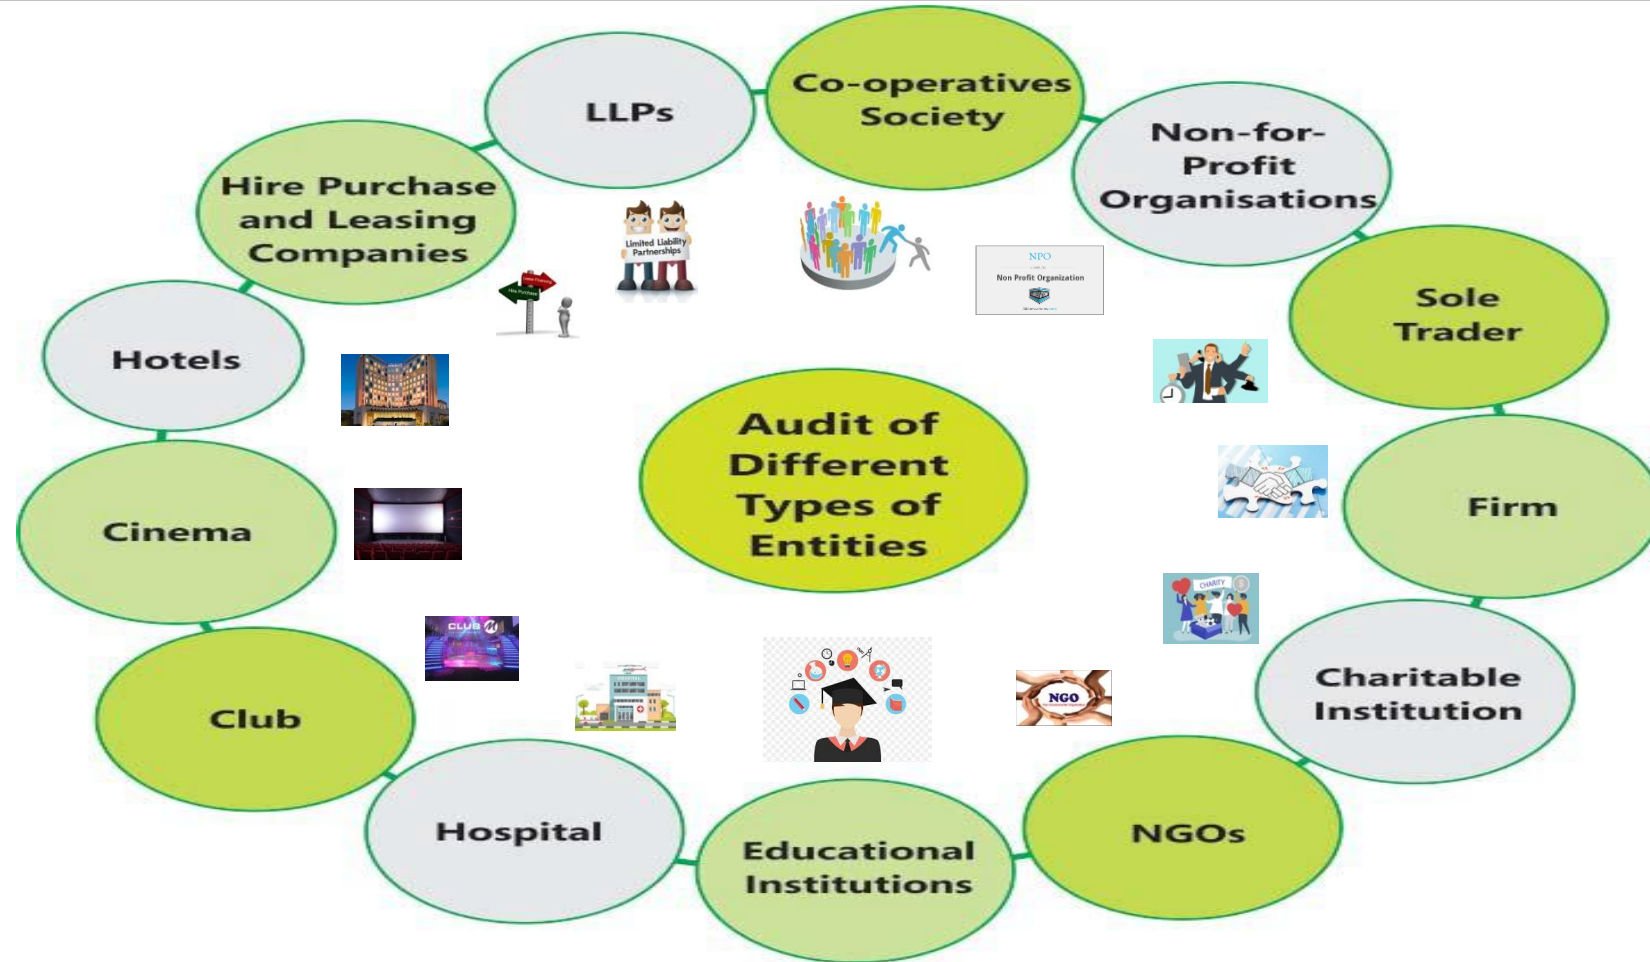 LLPs
Co-operatives
Society
Non-for-
Profit
Organisations
Sole
Trader
Firm
Charitable
Institution
NGOs
Educational
Institutions
Hospital
Club
Cinema
Hotels
Hire Purchase
and Leasing
Companies
Audit of
Different
Types of
Entities
Limited Liability
Partnerships
NPO
Non Profit Organization
Hire Purchase
CHARITY
$
NGO
CLUB M